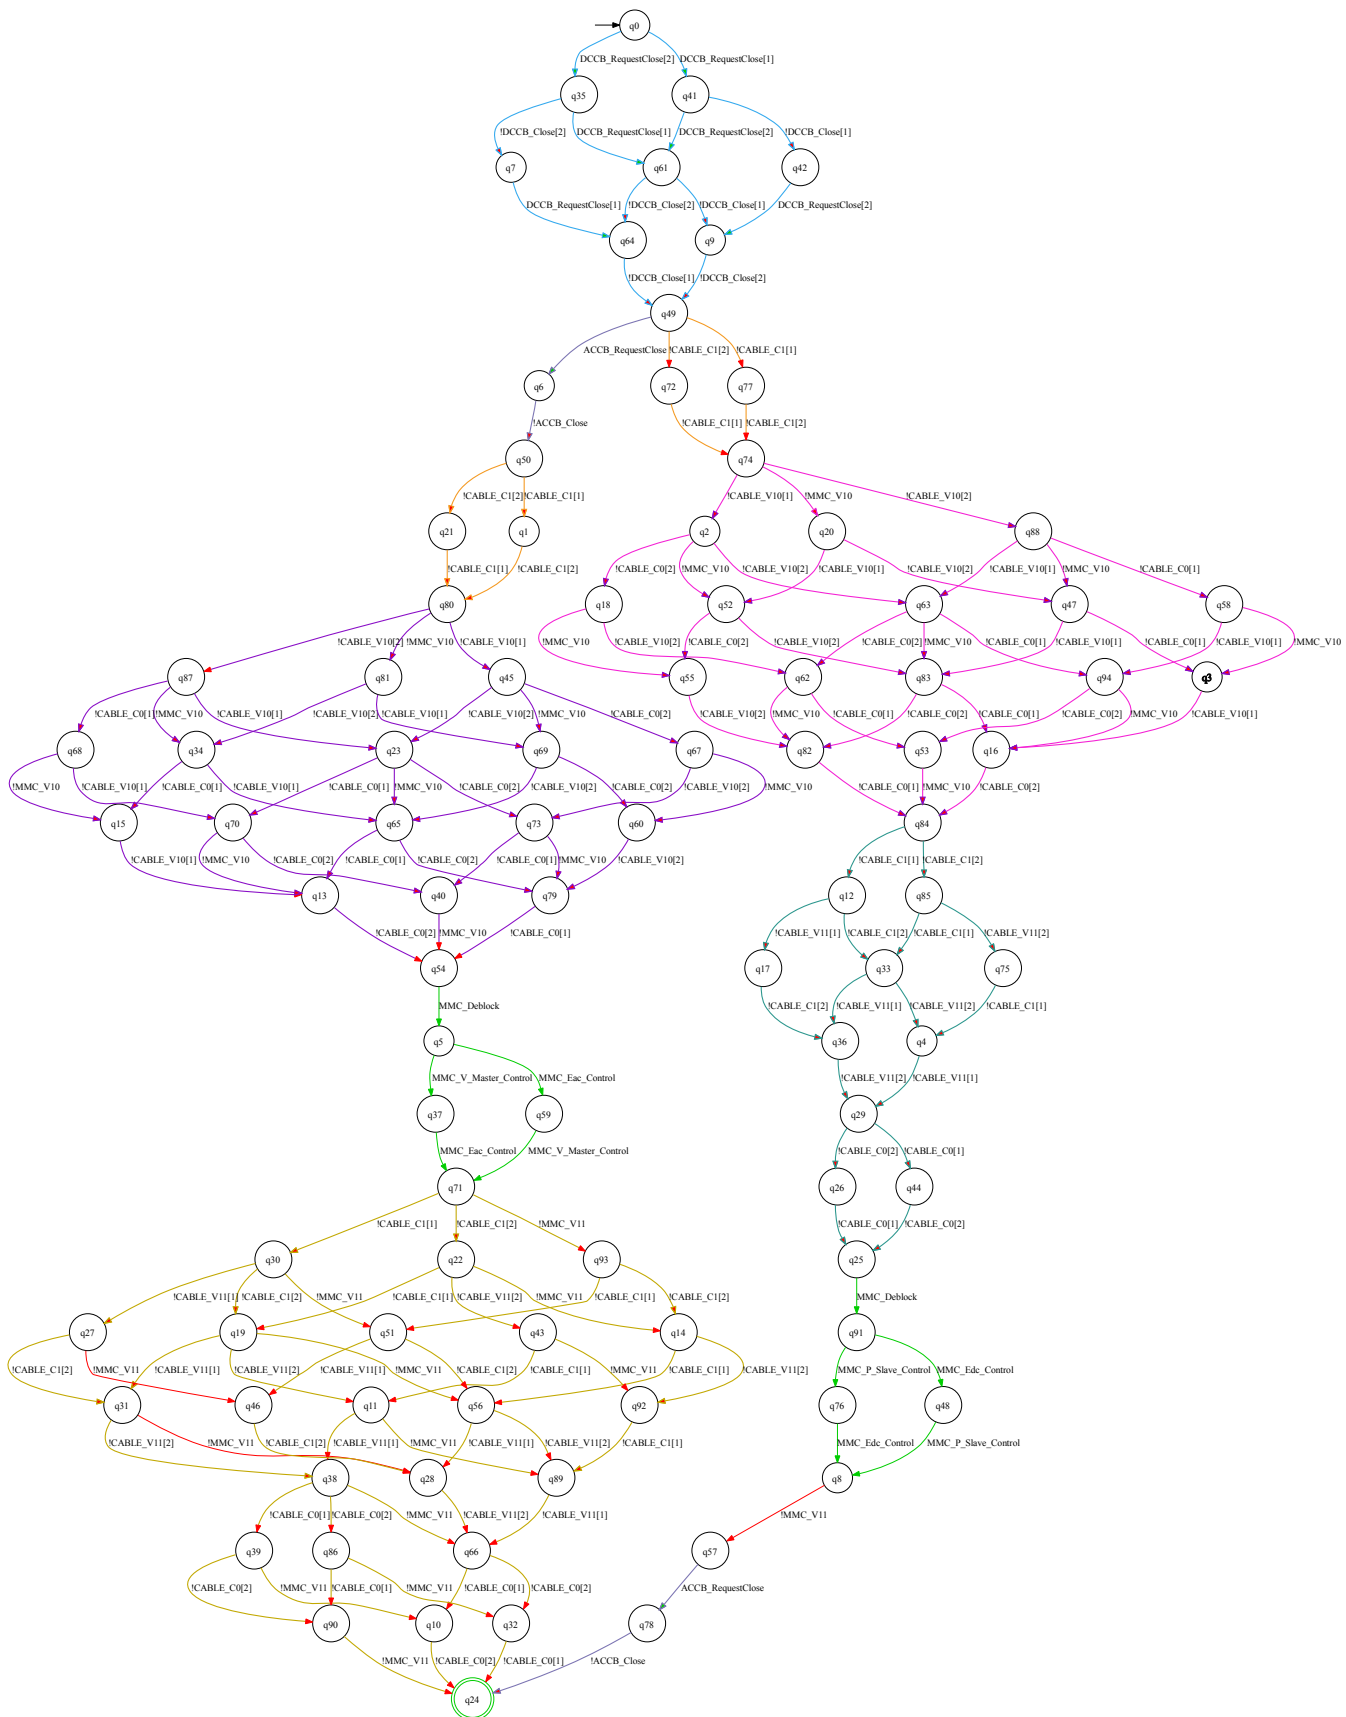 q0
DCCB_RequestClose[2] DCCB_RequestClose[1]
q35 q41
!DCCB_Close[2] DCCB_RequestClose[1] DCCB_RequestClose[2] !DCCB_Close[1]
q7 q61 q42
DCCB_RequestClose[1] !DCCB_Close[2] !DCCB_Close[1] DCCB_RequestClose[2]
q64 q9
!DCCB_Close[1] !DCCB_Close[2]
q49
ACCB_RequestClose !CABLE_C1[2] !CABLE_C1[1]
q6 q72 q77
!ACCB_Close !CABLE_C1[1] !CABLE_C1[2]
q50 q74
!CABLE_C1[2] !CABLE_C1[1] !CABLE_V10[1] !MMC_V10 !CABLE_V10[2]
q21 q1 q2 q20 q88
!CABLE_C1[1] !CABLE_C1[2] !CABLE_C0[2] !MMC_V10 !CABLE_V10[2] !CABLE_V10[1] !CABLE_V10[2] !CABLE_V10[1] !MMC_V10 !CABLE_C0[1]
q80 q18 q52 q63 q47 q58
!CABLE_V10[2] !MMC_V10 !CABLE_V10[1] !MMC_V10 !CABLE_V10[2] !CABLE_C0[2] !CABLE_V10[2] !CABLE_C0[2] !MMC_V10 !CABLE_C0[1] !CABLE_V10[1] !CABLE_C0[1] !CABLE_V10[1] !MMC_V10
q87 q81 q45 q55 q62 q83 q94 q3
!CABLE_C0[1] !MMC_V10 !CABLE_V10[1] !CABLE_V10[2] !CABLE_V10[1] !CABLE_V10[2] !MMC_V10 !CABLE_C0[2] !CABLE_V10[2] !MMC_V10 !CABLE_C0[1] !CABLE_C0[2] !CABLE_C0[1] !CABLE_C0[2] !MMC_V10 !CABLE_V10[1]
q68 q34 q23 q69 q67 q82 q53 q16
!MMC_V10 !CABLE_V10[1] !CABLE_C0[1] !CABLE_V10[1] !CABLE_C0[1] !MMC_V10 !CABLE_C0[2] !CABLE_V10[2] !CABLE_C0[2] !CABLE_V10[2] !MMC_V10 !CABLE_C0[1] !MMC_V10 !CABLE_C0[2]
q15 q70 q65 q73 q60 q84
!CABLE_V10[1] !MMC_V10 !CABLE_C0[2] !CABLE_C0[1] !CABLE_C0[2] !CABLE_C0[1] !MMC_V10 !CABLE_V10[2] !CABLE_C1[1] !CABLE_C1[2]
q13 q40 q79 q12 q85
!CABLE_C0[2] !MMC_V10 !CABLE_C0[1] !CABLE_V11[1] !CABLE_C1[2] !CABLE_C1[1] !CABLE_V11[2]
q54 q17 q33 q75
MMC_Deblock !CABLE_C1[2] !CABLE_V11[1] !CABLE_V11[2] !CABLE_C1[1]
q5 q36 q4
MMC_V_Master_Control MMC_Eac_Control !CABLE_V11[2] !CABLE_V11[1]
q37 q59 q29
MMC_Eac_Control MMC_V_Master_Control !CABLE_C0[2] !CABLE_C0[1]
q71 q26 q44
!CABLE_C1[1] !CABLE_C1[2] !MMC_V11 !CABLE_C0[1] !CABLE_C0[2]
q30 q22 q93 q25
!CABLE_V11[1] !CABLE_C1[2] !MMC_V11 !CABLE_C1[1] !CABLE_V11[2] !MMC_V11 !CABLE_C1[1] !CABLE_C1[2] MMC_Deblock
q27 q19 q51 q43 q14 q91
!CABLE_C1[2] !MMC_V11 !CABLE_V11[1] !CABLE_V11[2] !MMC_V11 !CABLE_V11[1] !CABLE_C1[2] !CABLE_C1[1] !MMC_V11 !CABLE_C1[1] !CABLE_V11[2] MMC_P_Slave_Control MMC_Edc_Control
q31 q46 q11 q56 q92 q76 q48
!CABLE_V11[2] !MMC_V11 !CABLE_C1[2] !CABLE_V11[1] !MMC_V11 !CABLE_V11[1] !CABLE_V11[2] !CABLE_C1[1] MMC_Edc_Control MMC_P_Slave_Control
q38 q28 q89 q8
!CABLE_C0[1] !CABLE_C0[2] !MMC_V11 !CABLE_V11[2] !CABLE_V11[1] !MMC_V11
q39 q86 q66 q57
!CABLE_C0[2] !MMC_V11 !CABLE_C0[1] !MMC_V11 !CABLE_C0[1] !CABLE_C0[2] ACCB_RequestClose
q90 q10 q32 q78
!MMC_V11 !CABLE_C0[2] !CABLE_C0[1] !ACCB_Close
q24